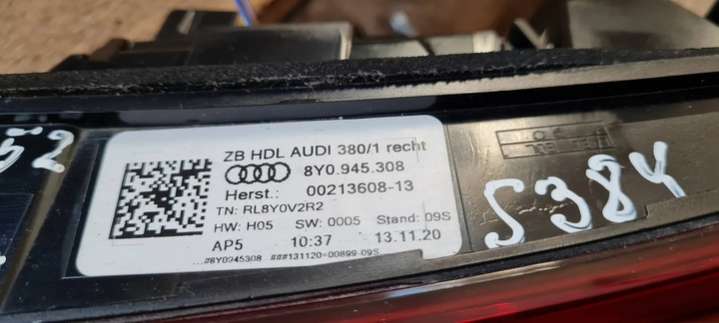 52
ZB HDL AUDI 380/1 recht
8Y0.945.308
Herst.: 00213608-13
TN: RL8Y0V2R2
HW: H05 SW: 0005 Stand: 09S
AP5 10:37 13.11.20
#8Y0945308 ###131120-00899-09S
S384